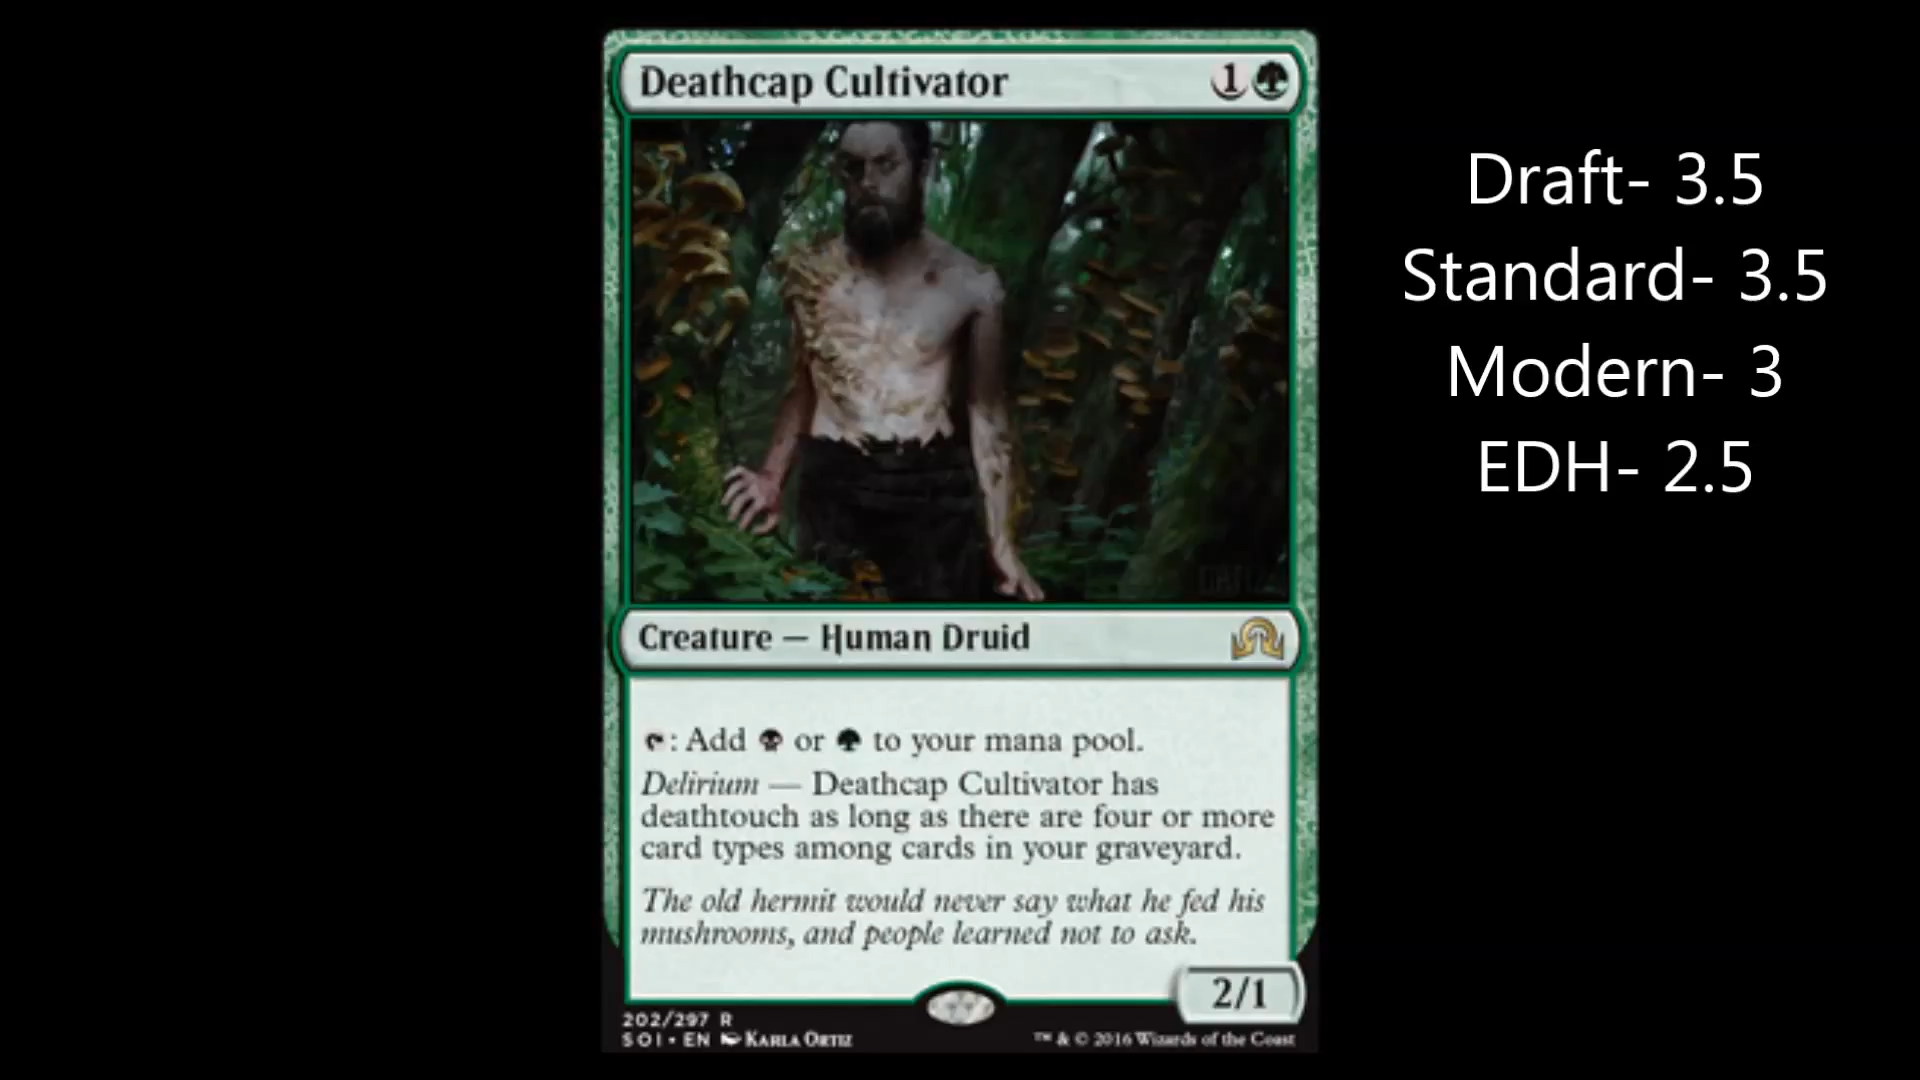 Deathcap Cultivator 1
Draft- 3.5
Standard- 3.5
Modern- 3
EDH- 2.5
Creature — Human Druid
: Add or to your mana pool.
Delirium — Deathcap Cultivator has
deathtouch as long as there are four or more
card types among cards in your graveyard.
The old hermit would never say what he fed his
mushrooms, and people learned not to ask.
2/1
202/297 R
SOI • EN Karla Ortiz
™ & © 2016 Wizards of the Coast